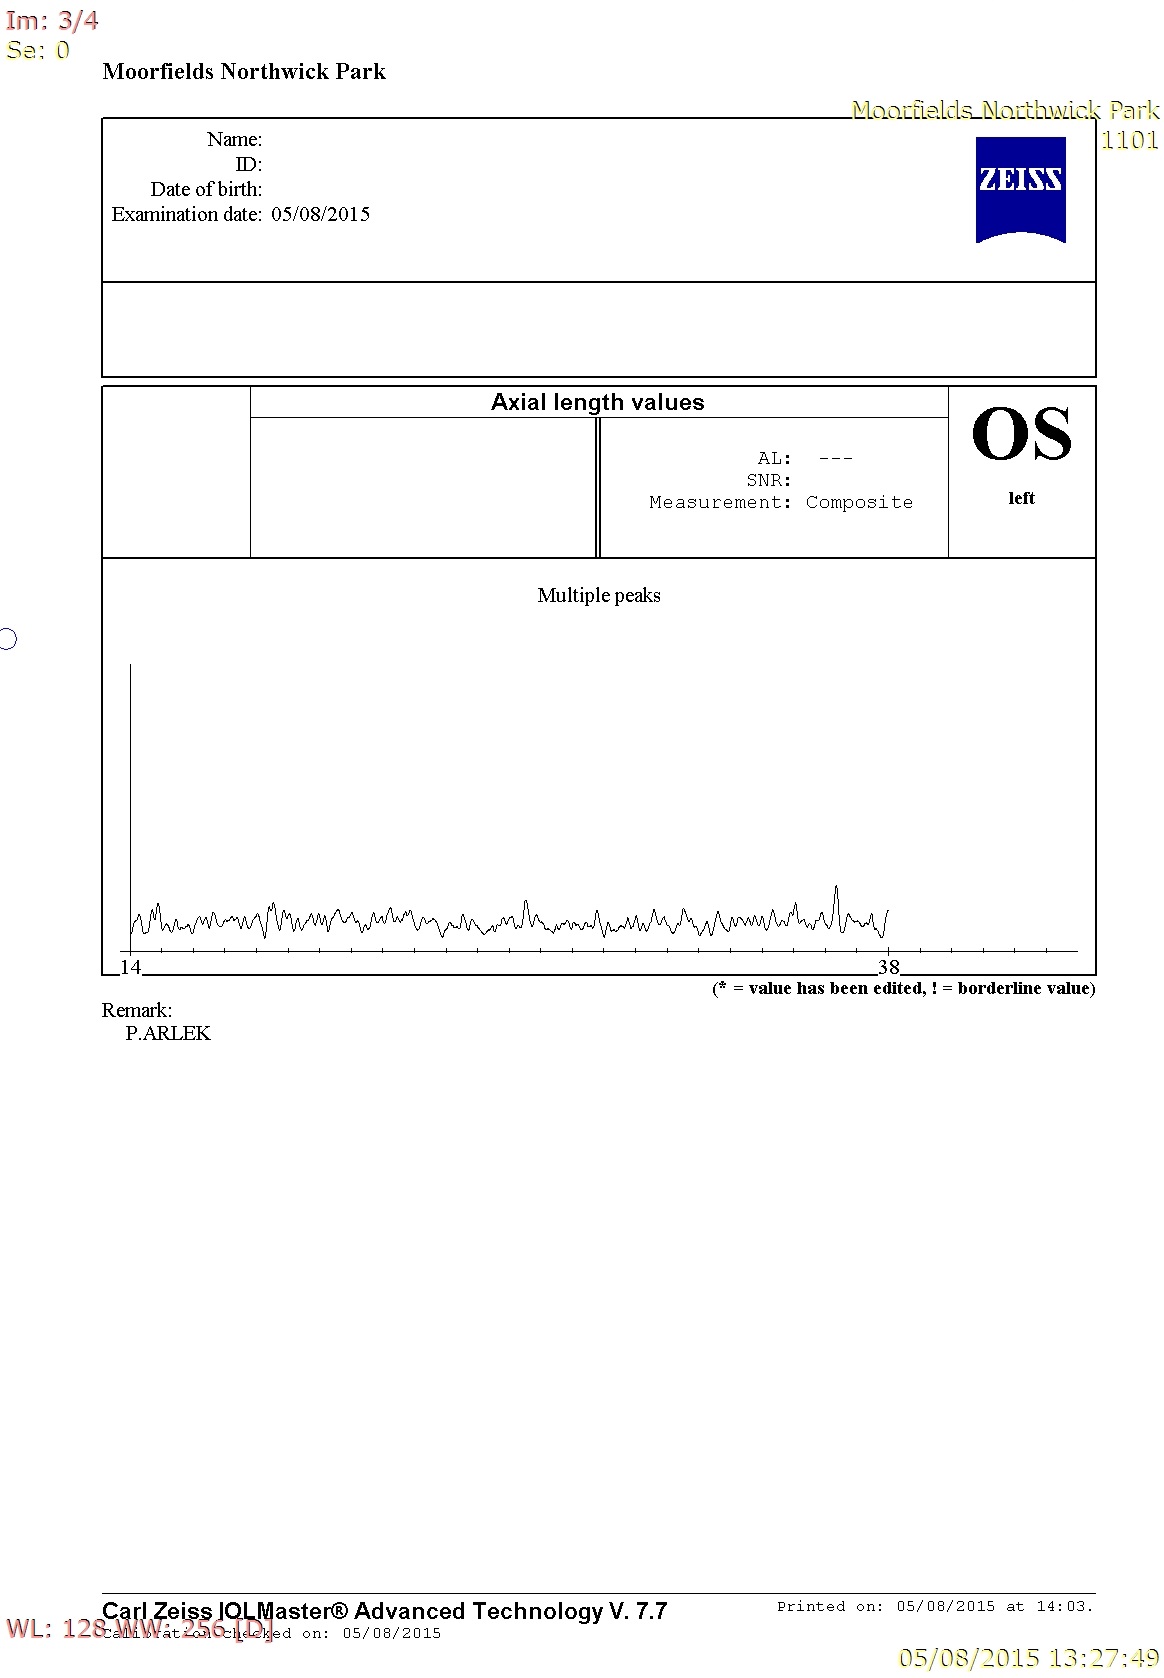 Im: 3/4
Se: 0
Moorfields Northwick Park
Moorfields Northwick Park
1101
Name:
ID:
Date of birth:
Examination date: 05/08/2015
ZEISS
Axial length values
AL: ---
SNR:
Measurement: Composite
OS
left
Multiple peaks
14
38
(* = value has been edited, ! = borderline value)
Remark:
P.ARLEK
Carl Zeiss IOLMaster® Advanced Technology V. 7.7
Printed on: 05/08/2015 at 14:03.
WL: 128 WW: 256 [D]
Calibration checked on: 05/08/2015
05/08/2015 13:27:49